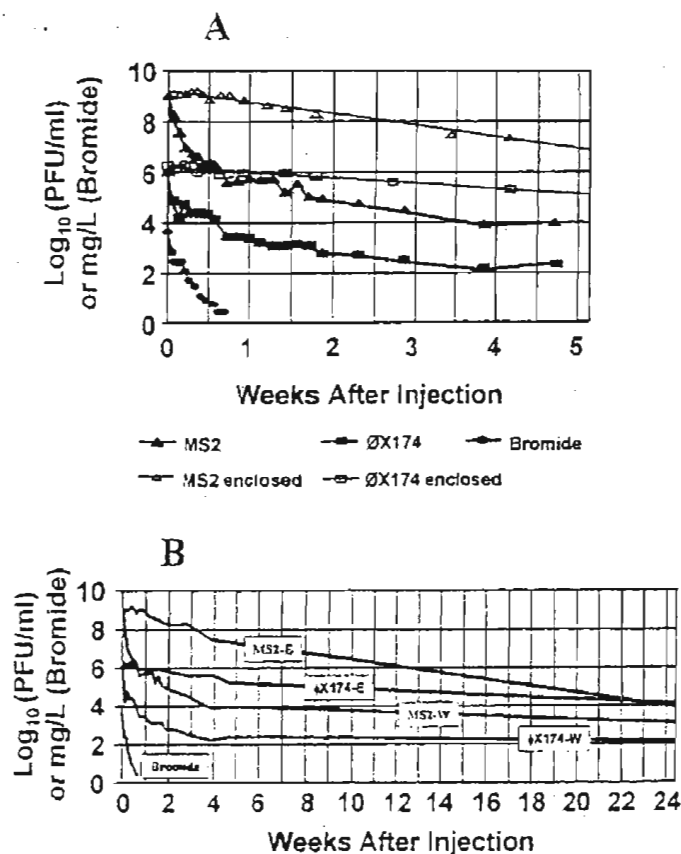 A
10
8
6
4
2
0
Log10 (PFU/ml)
or mg/L (Bromide)
0 1 2 3 4 5
Weeks After Injection
MS2 ØX174 Bromide
MS2 enclosed ØX174 enclosed
B
10
8
6
4
2
0
Log10 (PFU/ml)
or mg/L (Bromide)
MS2-E
ϕX174-E
MS2-W
ϕX174-W
Bromide
0 2 4 6 8 10 12 14 16 18 20 22 24
Weeks After Injection